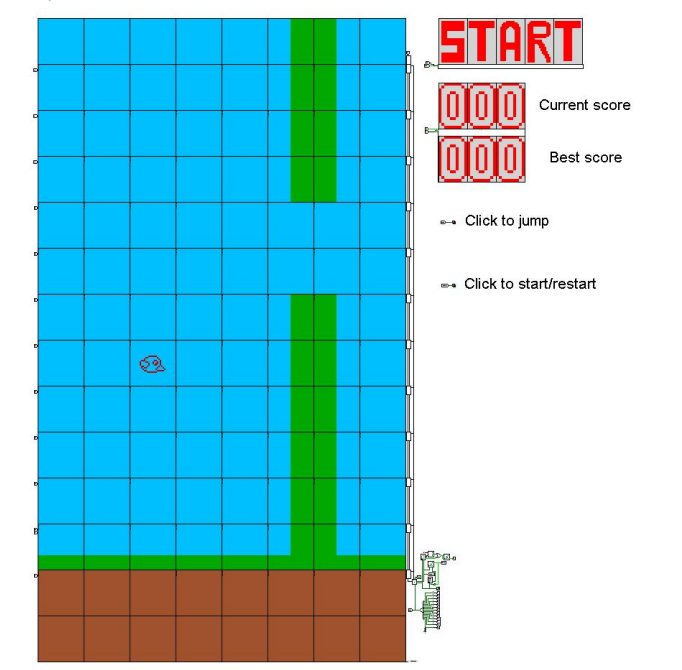 START
000
Current score
000
Best score
Click to jump
Click to start/restart